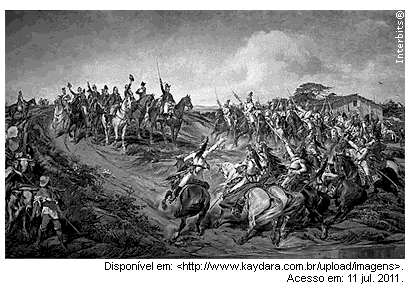 Interbits®
Disponível em: <http://www.kaydara.com.br/upload/imagens>.
Acesso em: 11 jul. 2011.